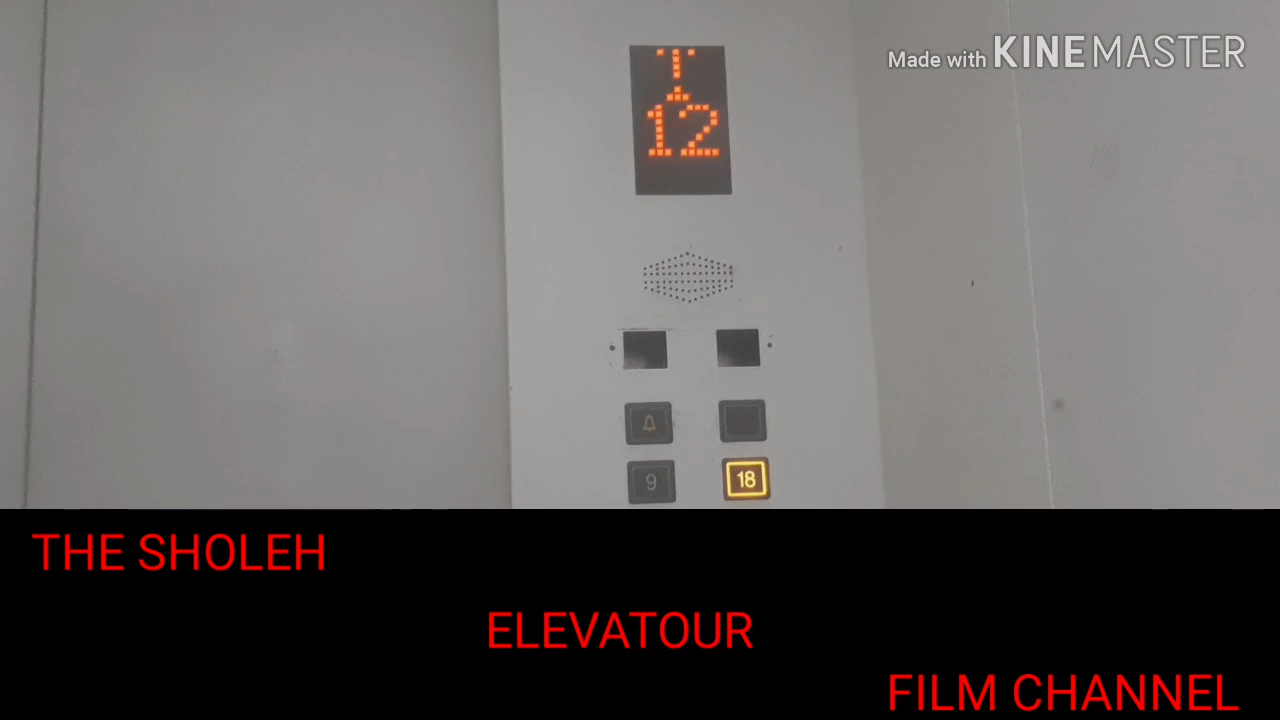 Made with KINEMASTER
12
9
18
THE SHOLEH
ELEVATOUR
FILM CHANNEL